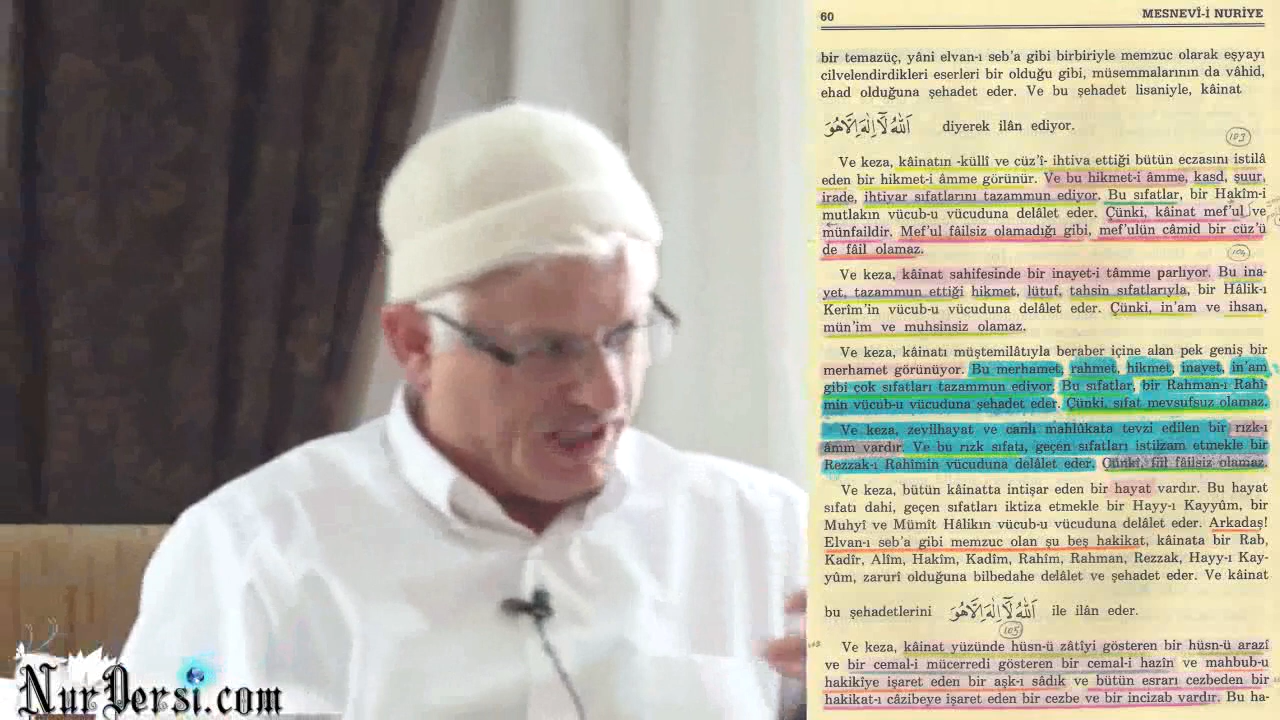 60
MESNEVÎ-İ NURİYE
bir temazüç, yâni elvan-ı seb'a gibi birbiriyle memzuc olarak eşyayı
cilvelendirdikleri eserleri bir olduğu gibi, müsemmalarının da vâhid,
ehad olduğuna şehadet eder. Ve bu şehadet lisaniyle, kâinat
اَللّٰهُ لَٓا اِلٰهَ اِلَّا هُوَ diyerek ilân ediyor.
103
Ve keza, kâinatın -küllî ve cüz'î- ihtiva ettiği bütün eczasını istilâ
eden bir hikmet-i âmme görünür. Ve bu hikmet-i âmme, kasd, şuur,
irade, ihtiyar sıfatlarını tazammun ediyor. Bu sıfatlar, bir Hakîm-i
mutlakın vücub-u vücuduna delâlet eder. Çünki, kâinat mef'ul ve
münfaildir. Mef'ul fâilsiz olamadığı gibi, mef'ulün câmid bir cüz'ü
de fâil olamaz.
104
Ve keza, kâinat sahifesinde bir inayet-i tâmme parlıyor. Bu ina-
yet, tazammun ettiği hikmet, lütuf, tahsin sıfatlarıyla, bir Hâlik-ı
Kerîm'in vücub-u vücuduna delâlet eder. Çünki, in'am ve ihsan,
mün'im ve muhsinsiz olamaz.
Ve keza, kâinatı müştemilâtıyla beraber içine alan pek geniş bir
merhamet görünüyor. Bu merhamet, rahmet, hikmet, inayet, in'am
gibi çok sıfatları tazammun ediyor. Bu sıfatlar, bir Rahman-ı Rahî-
min vücub-u vücuduna şehadet eder. Çünki, sıfat mevsufsuz olamaz.
Ve keza, zevilhayat ve canlı mahlûkata tevzi edilen bir rızk-ı
âmm vardır. Ve bu rızk sıfatı, geçen sıfatları istilzam etmekle bir
Rezzak-ı Rahîmin vücuduna delâlet eder. Çünki, fiil fâilsiz olamaz.
Ve keza, bütün kâinatta intişar eden bir hayat vardır. Bu hayat
sıfatı dahi, geçen sıfatları iktiza etmekle bir Hayy-ı Kayyûm, bir
Muhyî ve Mümît Hâlikın vücub-u vücuduna delâlet eder. Arkadaş!
Elvan-ı seb'a gibi memzuc olan şu beş hakikat, kâinata bir Rab,
Kadîr, Alîm, Hakîm, Kadîm, Rahîm, Rahman, Rezzak, Hayy-ı Kay-
yûm, zarurî olduğuna bilbedahe delâlet ve şehadet eder. Ve kâinat
bu şehadetlerini اَللّٰهُ لَٓا اِلٰهَ اِلَّا هُوَ ile ilân eder.
105
Ve keza, kâinat yüzünde hüsn-ü zâtîyi gösteren bir hüsn-ü arazî
ve bir cemal-i mücerredi gösteren bir cemal-i hazîn ve mahbub-u
hakikîye işaret eden bir aşk-ı sâdık ve bütün esrarı cezbeden bir
hakikat-ı câzibeye işaret eden bir cezbe ve bir incizab vardır. Bu ha-
NurDersi.com